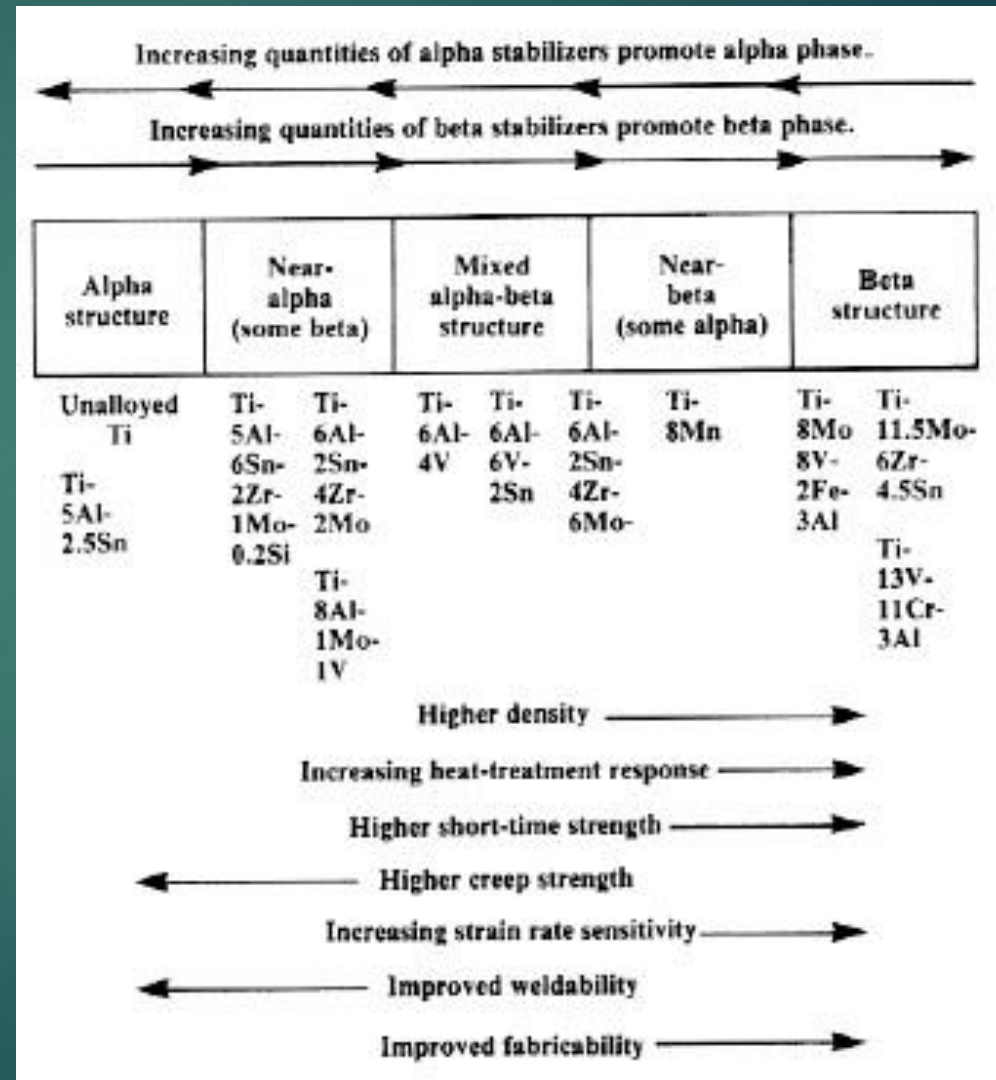 Increasing quantities of alpha stabilizers promote alpha phase.
Increasing quantities of beta stabilizers promote beta phase.
Alpha
structure
Near-
alpha
(some beta)
Mixed
alpha-beta
structure
Near-
beta
(some alpha)
Beta
structure
Unalloyed
Ti
Ti-
5Al-
2.5Sn
Ti-
5Al-
6Sn-
2Zr-
1Mo-
0.2Si
Ti-
6Al-
2Sn-
4Zr-
2Mo
Ti-
8Al-
1Mo-
1V
Ti-
6Al-
4V
Ti-
6Al-
6V-
2Sn
Ti-
6Al-
2Sn-
4Zr-
6Mo-
Ti-
8Mn
Ti-
8Mo
8V-
2Fe-
3Al
Ti-
11.5Mo-
6Zr-
4.5Sn
Ti-
13V-
11Cr-
3Al
Higher density
Increasing heat-treatment response
Higher short-time strength
Higher creep strength
Increasing strain rate sensitivity
Improved weldability
Improved fabricability